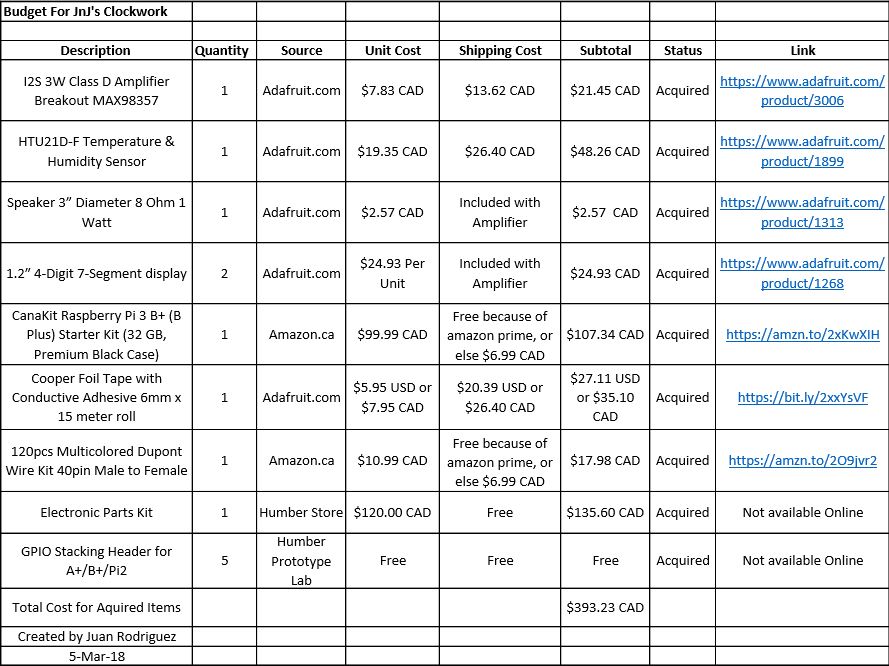 Budget For JnJ's Clockwork
Description Quantity Source Unit Cost Shipping Cost Subtotal Status Link
I2S 3W Class D Amplifier
Breakout MAX98357
1 Adafruit.com $7.83 CAD $13.62 CAD $21.45 CAD Acquired
https://www.adafruit.com/
product/3006
HTU21D-F Temperature &
Humidity Sensor
1 Adafruit.com $19.35 CAD $26.40 CAD $48.26 CAD Acquired
https://www.adafruit.com/
product/1899
Speaker 3” Diameter 8 Ohm 1
Watt
1 Adafruit.com $2.57 CAD
Included with
Amplifier
$2.57 CAD Acquired
https://www.adafruit.com/
product/1313
1.2” 4-Digit 7-Segment display
2 Adafruit.com
$24.93 Per
Unit
Included with
Amplifier
$24.93 CAD Acquired
https://www.adafruit.com/
product/1268
CanaKit Raspberry Pi 3 B+ (B
Plus) Starter Kit (32 GB,
Premium Black Case)
1 Amazon.ca $99.99 CAD
Free because of
amazon prime, or
else $6.99 CAD
$107.34 CAD Acquired
https://amzn.to/2xKwXIH
Cooper Foil Tape with
Conductive Adhesive 6mm x
15 meter roll
1 Adafruit.com
$5.95 USD or
$7.95 CAD
$20.39 USD or
$26.40 CAD
$27.11 USD
or $35.10
CAD
Acquired
https://bit.ly/2xxYsVF
120pcs Multicolored Dupont
Wire Kit 40pin Male to Female
1 Amazon.ca $10.99 CAD
Free because of
amazon prime, or
else $6.99 CAD
$17.98 CAD Acquired
https://amzn.to/2O9jvr2
Electronic Parts Kit 1 Humber Store $120.00 CAD Free $135.60 CAD Acquired Not available Online
GPIO Stacking Header for
A+/B+/Pi2
5
Humber
Prototype
Lab
Free Free Free Acquired Not available Online
Total Cost for Aquired Items $393.23 CAD
Created by Juan Rodriguez
5-Mar-18